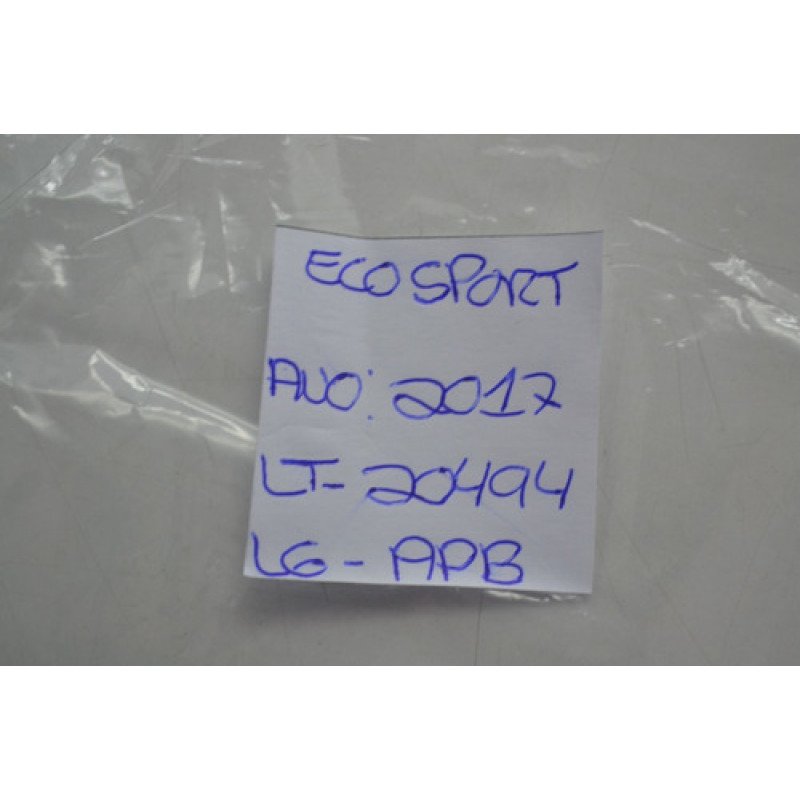 ECOSPORT
ANO: 2017
LT-20494
LG-APB